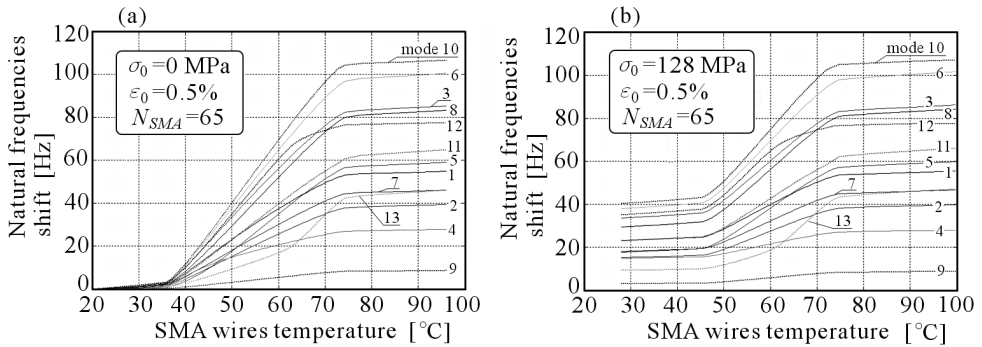 (a)
Natural frequencies
shift [Hz]
120
100
80
60
40
20
0
σ0=0 MPa
ε0=0.5%
NSMA=65
mode 10
6
3
8
12
11
5
1
7
2
13
4
9
20 30 40 50 60 70 80 90 100
SMA wires temperature [°C]
(b)
Natural frequencies
shift [Hz]
120
100
80
60
40
20
0
σ0=128 MPa
ε0=0.5%
NSMA=65
mode 10
6
3
8
12
11
5
1
7
2
13
4
9
20 30 40 50 60 70 80 90 100
SMA wires temperature [°C]